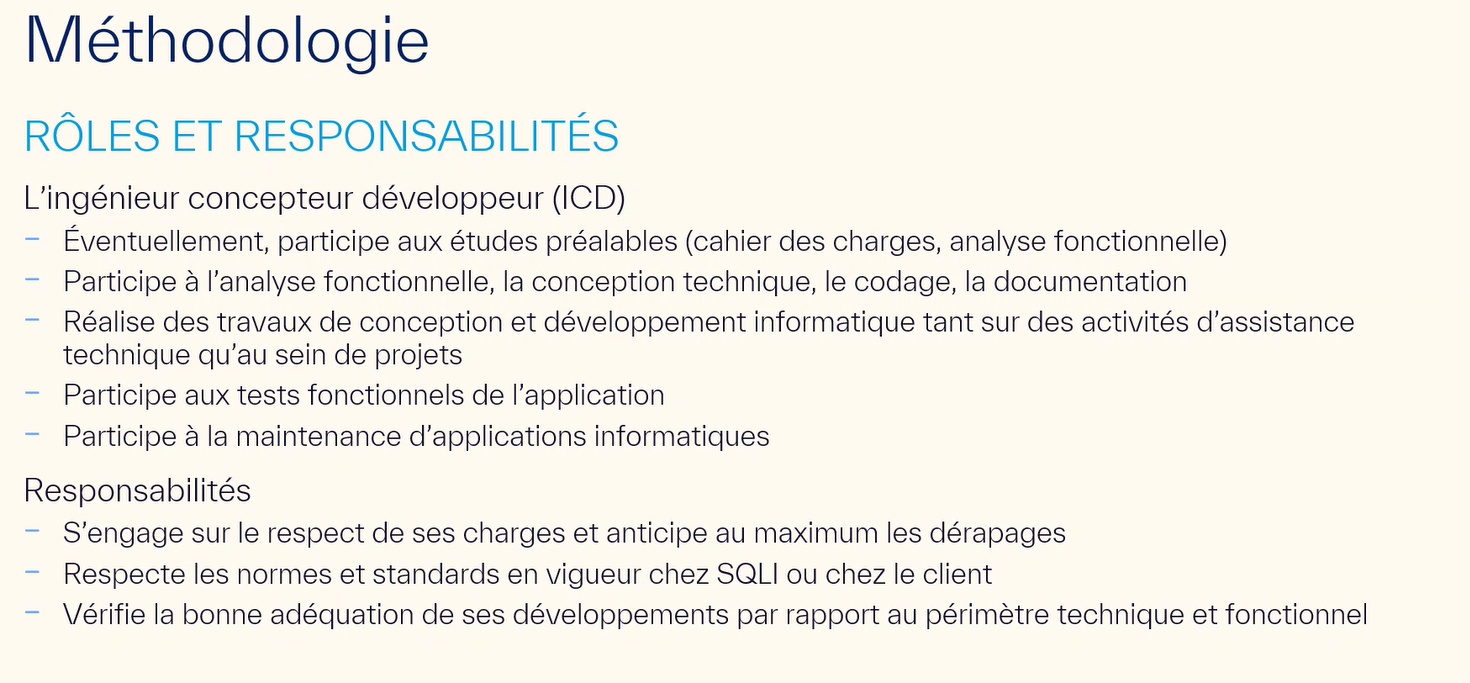 Méthodologie
RÔLES ET RESPONSABILITÉS
L’ingénieur concepteur développeur (ICD)
– Éventuellement, participe aux études préalables (cahier des charges, analyse fonctionnelle)
– Participe à l’analyse fonctionnelle, la conception technique, le codage, la documentation
– Réalise des travaux de conception et développement informatique tant sur des activités d’assistance
technique qu’au sein de projets
– Participe aux tests fonctionnels de l’application
– Participe à la maintenance d’applications informatiques
Responsabilités
– S’engage sur le respect de ses charges et anticipe au maximum les dérapages
– Respecte les normes et standards en vigueur chez SQLI ou chez le client
– Vérifie la bonne adéquation de ses développements par rapport au périmètre technique et fonctionnel